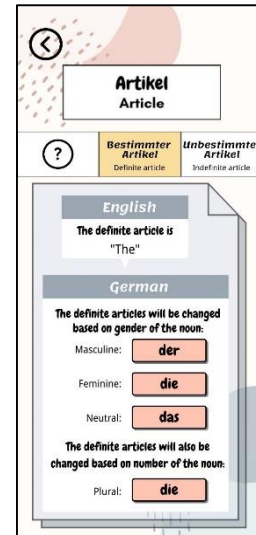 Artikel
Article
?
Bestimmter
Artikel
Definite article
Unbestimmte
Artikel
Indefinite article
English
The definite article is
"The"
German
The definite articles will be changed
based on gender of the noun:
Masculine: der
Feminine: die
Neutral: das
The definite articles will also be
changed based on number of the noun:
Plural: die